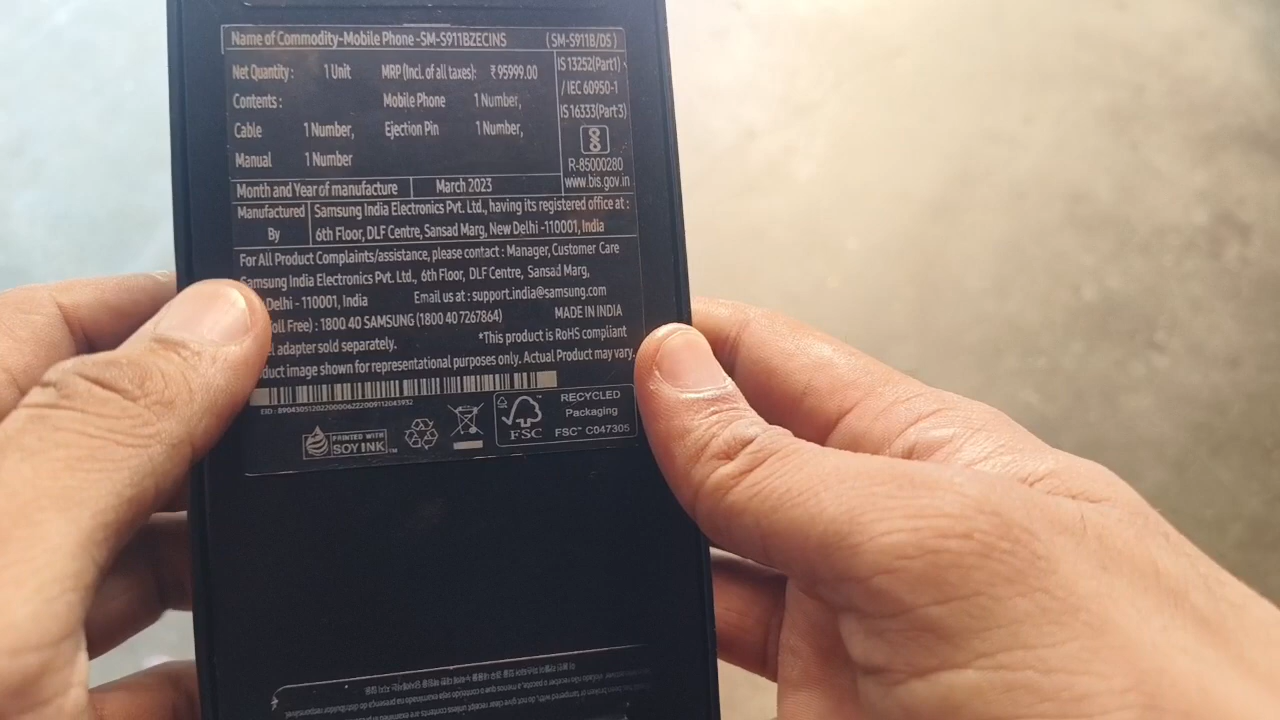 Name of Commodity-Mobile Phone -SM-S911BZECINS (SM-S911B/DS)
Net Quantity : 1 Unit MRP (Incl. of all taxes): ₹ 95999.00
Contents : Mobile Phone 1 Number,
Cable 1 Number, Ejection Pin 1 Number,
Manual 1 Number
IS 13252(Part1)
/ IEC 60950-1
IS 16333(Part 3)
R-85000280
www.bis.gov.in
Month and Year of manufacture March 2023
Manufactured By
Samsung India Electronics Pvt. Ltd., having its registered office at :
6th Floor, DLF Centre, Sansad Marg, New Delhi -110001, India
For All Product Complaints/assistance, please contact : Manager, Customer Care
Samsung India Electronics Pvt. Ltd., 6th Floor, DLF Centre, Sansad Marg,
Delhi - 110001, India Email us at : support.india@samsung.com
Free) : 1800 40 SAMSUNG (1800 40 7267864) MADE IN INDIA
adapter sold separately. *This product is RoHS compliant
image shown for representational purposes only. Actual Product may vary.
EID : 89043051202200006222009112043932
PRINTED WITH
SOY INK™
FSC
RECYCLED
Packaging
FSC™ C047305